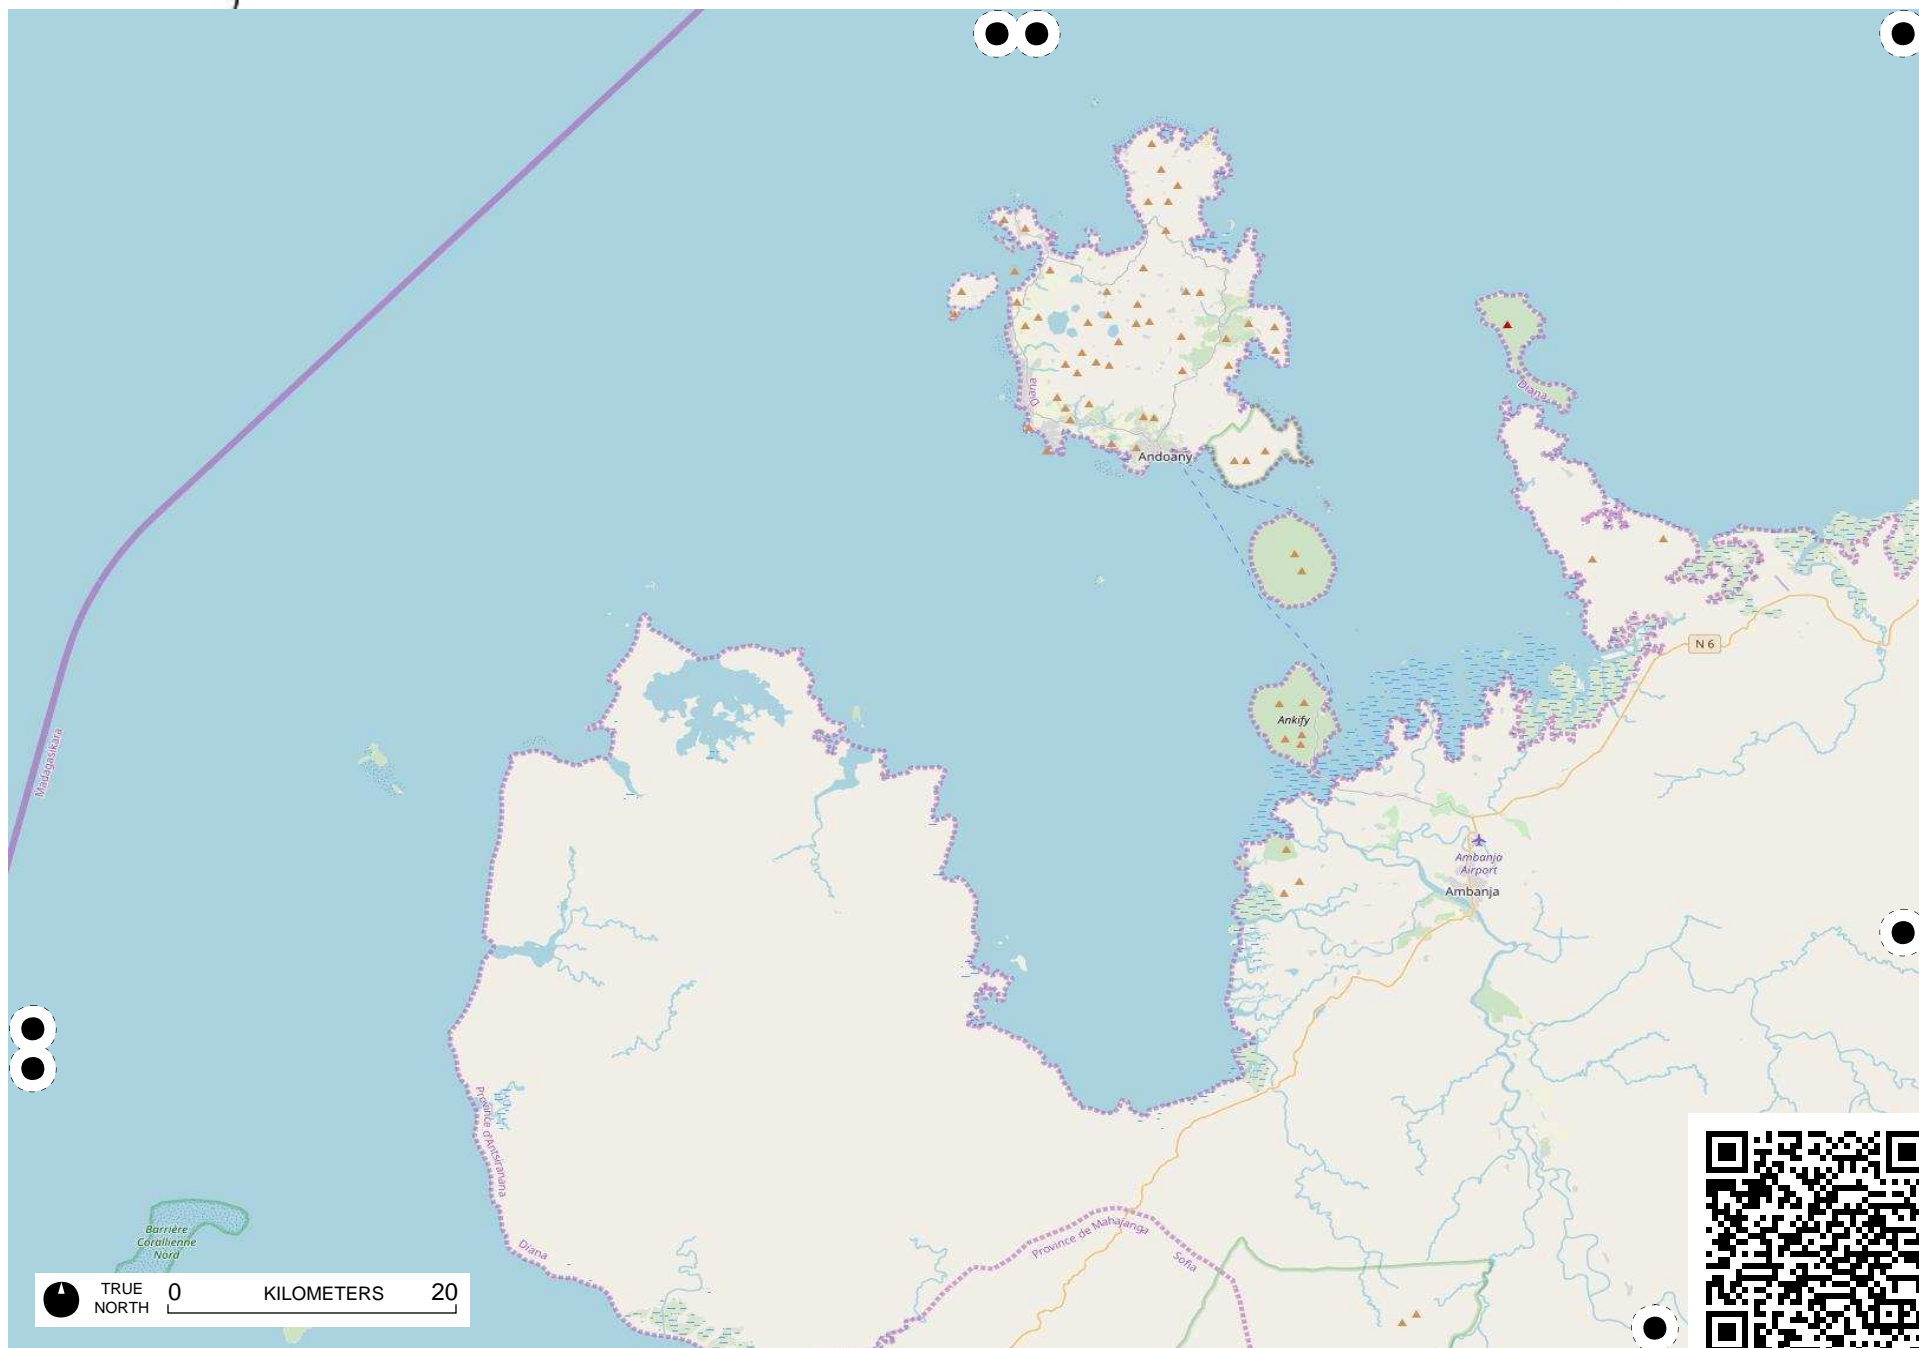 Diana
Diana
Andoany
N 6
Ankify
Madagasikara
Ambanja
Airport
Ambanja
Province d'Antsiranana
Barrière
Corallienne
Nord
Diana
Province de Mahajanga
Sofia
TRUE
NORTH
0 KILOMETERS 20